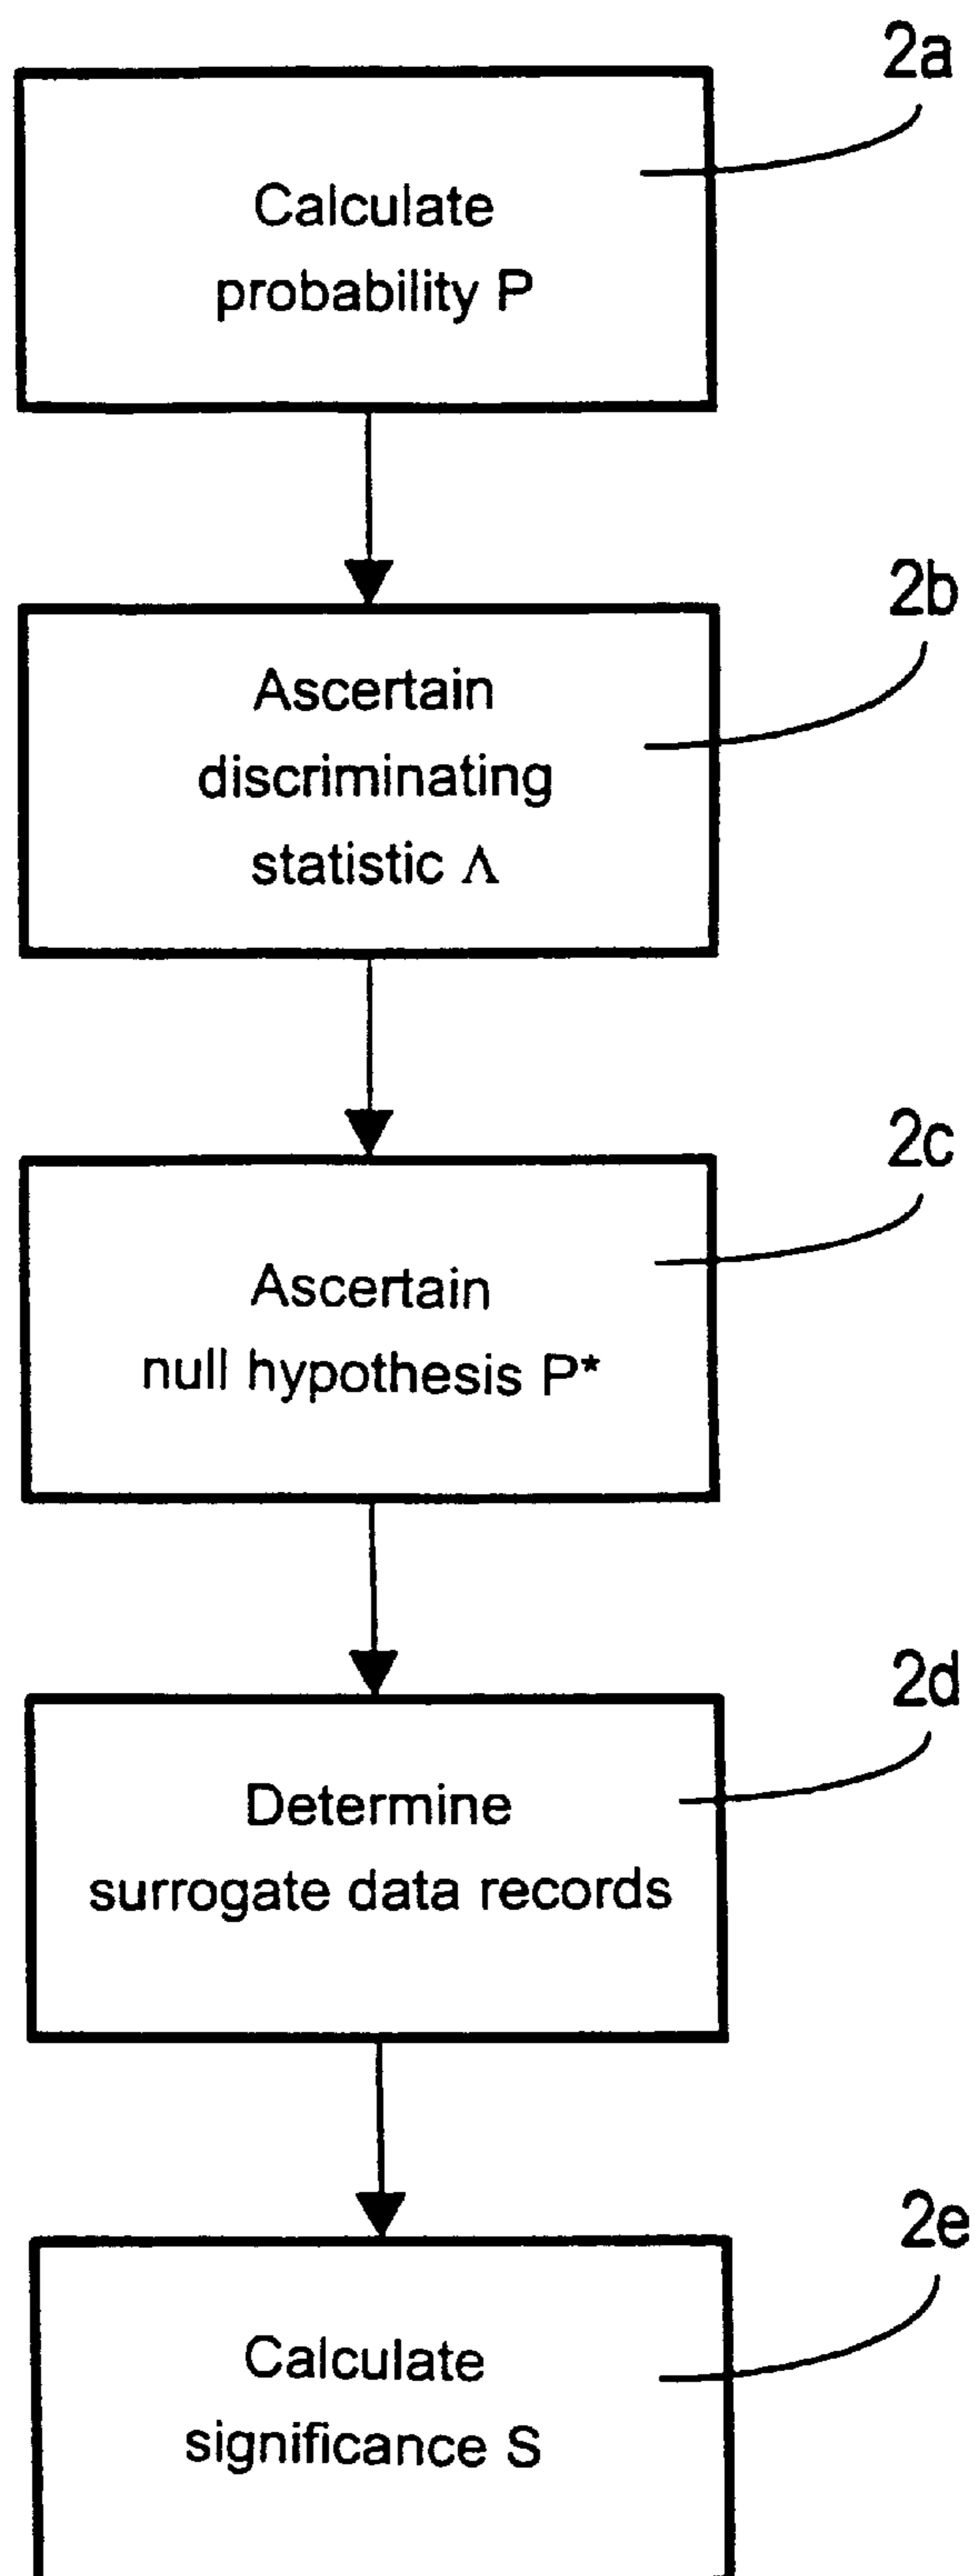 2a
Calculate
probability P
2b
Ascertain
discriminating
statistic Λ
2c
Ascertain
null hypothesis P*
2d
Determine
surrogate data records
2e
Calculate
significance S